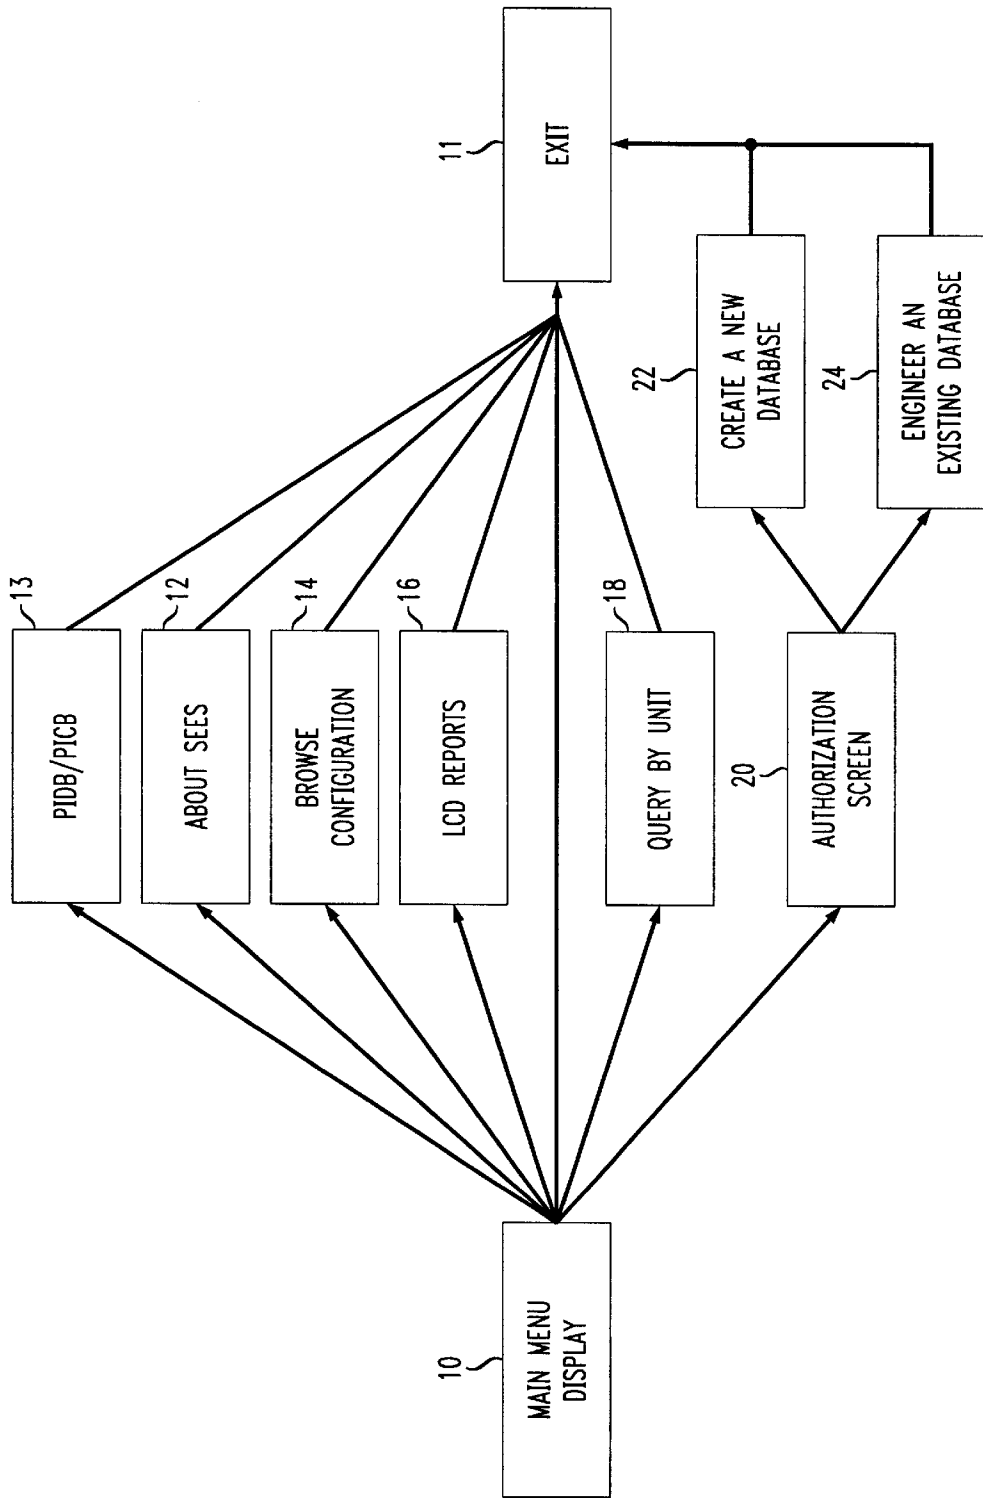 10
MAIN MENU
DISPLAY
13
PIDB/PICB
12
ABOUT SEES
14
BROWSE
CONFIGURATION
16
LCD REPORTS
18
QUERY BY UNIT
20
AUTHORIZATION
SCREEN
22
CREATE A NEW
DATABASE
24
ENGINEER AN
EXISTING DATABASE
11
EXIT